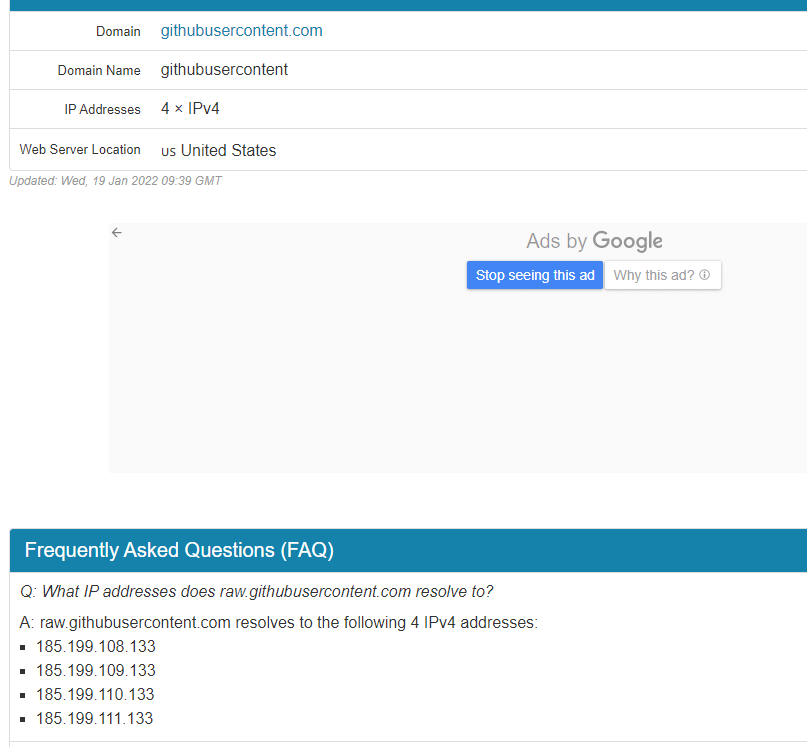 Domain githubusercontent.com
Domain Name githubusercontent
IP Addresses 4 × IPv4
Web Server Location us United States
Updated: Wed, 19 Jan 2022 09:39 GMT
Ads by Google
Stop seeing this ad Why this ad?
Frequently Asked Questions (FAQ)
Q: What IP addresses does raw.githubusercontent.com resolve to?
A: raw.githubusercontent.com resolves to the following 4 IPv4 addresses:
▪ 185.199.108.133
▪ 185.199.109.133
▪ 185.199.110.133
▪ 185.199.111.133